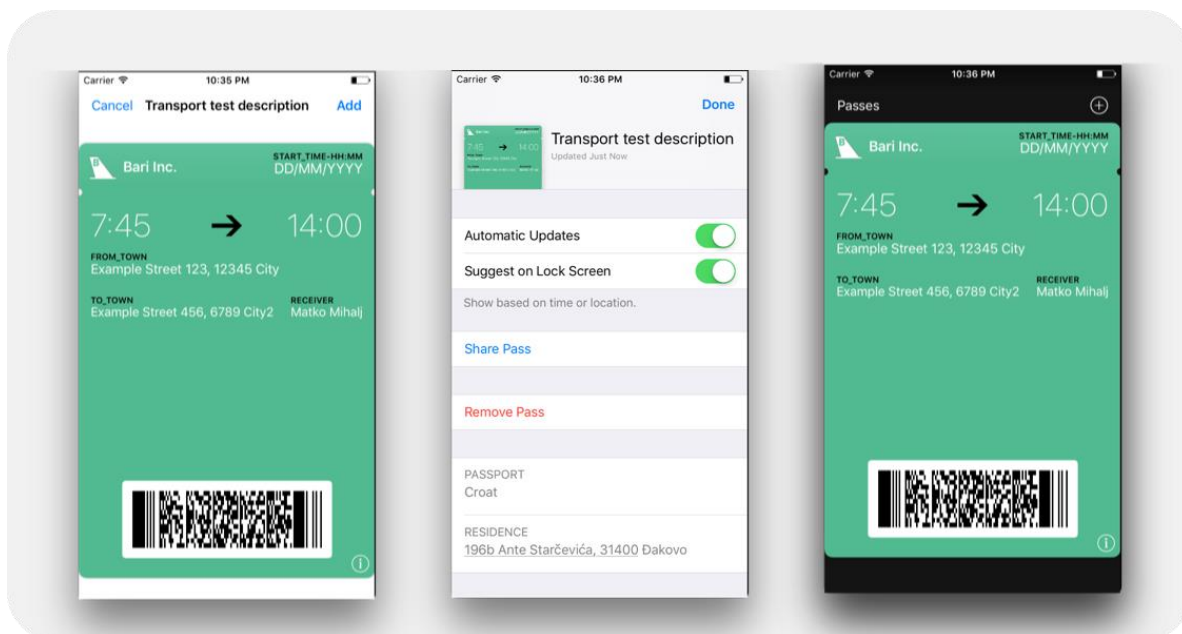 Carrier 10:35 PM
Cancel Transport test description Add
Bari Inc. START_TIME-HH:MM
DD/MM/YYYY
7:45 → 14:00
FROM_TOWN
Example Street 123, 12345 City
TO_TOWN RECEIVER
Example Street 456, 6789 City2 Matko Mihalj
Carrier 10:36 PM
Done
Transport test description
Updated Just Now
7:45 → 14:00
Automatic Updates
Suggest on Lock Screen
Show based on time or location.
Share Pass
Remove Pass
PASSPORT
Croat
RESIDENCE
196b Ante Starčevića, 31400 Đakovo
Carrier 10:36 PM
Passes
Bari Inc. START_TIME-HH:MM
DD/MM/YYYY
7:45 → 14:00
FROM_TOWN
Example Street 123, 12345 City
TO_TOWN RECEIVER
Example Street 456, 6789 City2 Matko Mihalj